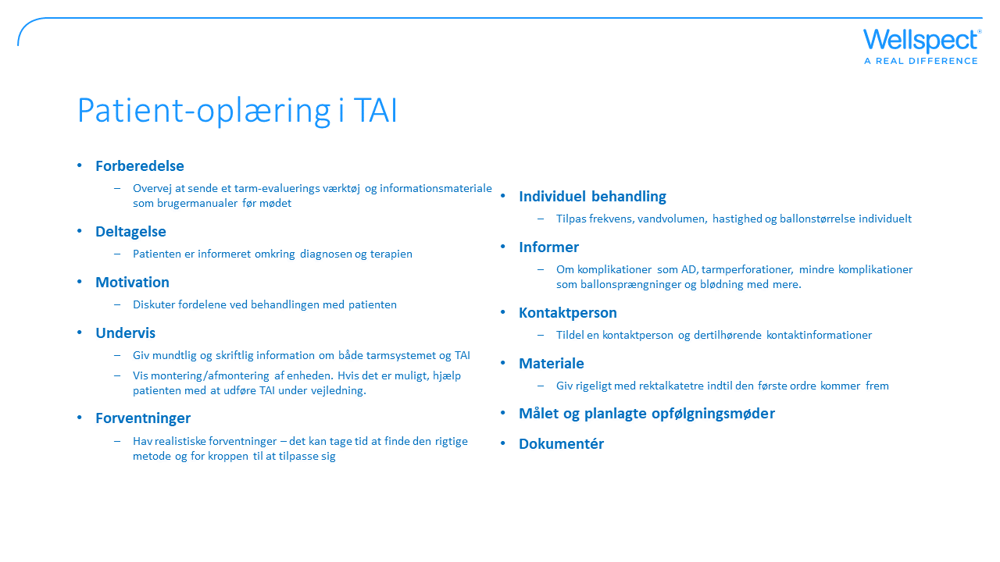 Wellspect®
A REAL DIFFERENCE
Patient-oplæring i TAI
• Forberedelse
– Overvej at sende et tarm-evaluerings værktøj og informationsmateriale
som brugermanualer før mødet
• Deltagelse
– Patienten er informeret omkring diagnosen og terapien
• Motivation
– Diskuter fordelene ved behandlingen med patienten
• Undervis
– Giv mundtlig og skriftlig information om både tarmsystemet og TAI
– Vis montering/afmontering af enheden. Hvis det er muligt, hjælp
patienten med at udføre TAI under vejledning.
• Forventninger
– Hav realistiske forventninger – det kan tage tid at finde den rigtige
metode og for kroppen til at tilpasse sig
• Individuel behandling
– Tilpas frekvens, vandvolumen, hastighed og ballonstørrelse individuelt
• Informer
– Om komplikationer som AD, tarmperforationer, mindre komplikationer
som ballonsprængninger og blødning med mere.
• Kontaktperson
– Tildel en kontaktperson og dertilhørende kontaktinformationer
• Materiale
– Giv rigeligt med rektalkatetre indtil den første ordre kommer frem
• Målet og planlagte opfølgningsmøder
• Dokumentér